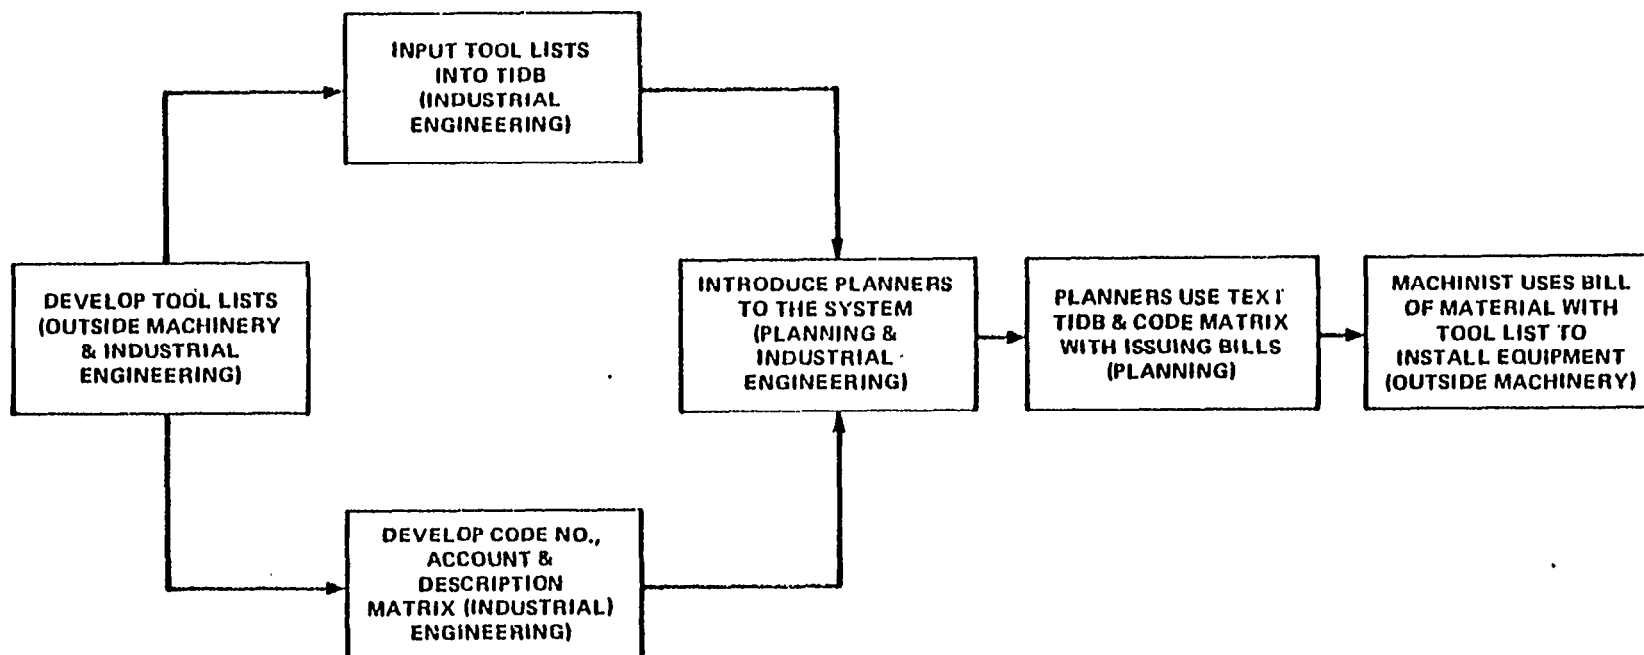 INPUT TOOL LISTS
INTO TIDB
(INDUSTRIAL
ENGINEERING)
DEVELOP TOOL LISTS
(OUTSIDE MACHINERY
& INDUSTRIAL
ENGINEERING)
DEVELOP CODE NO.,
ACCOUNT &
DESCRIPTION
MATRIX (INDUSTRIAL)
ENGINEERING)
INTRODUCE PLANNERS
TO THE SYSTEM
(PLANNING &
INDUSTRIAL
ENGINEERING)
PLANNERS USE TEXT
TIDB & CODE MATRIX
WITH ISSUING BILLS
(PLANNING)
MACHINIST USES BILL
OF MATERIAL WITH
TOOL LIST TO
INSTALL EQUIPMENT
(OUTSIDE MACHINERY)